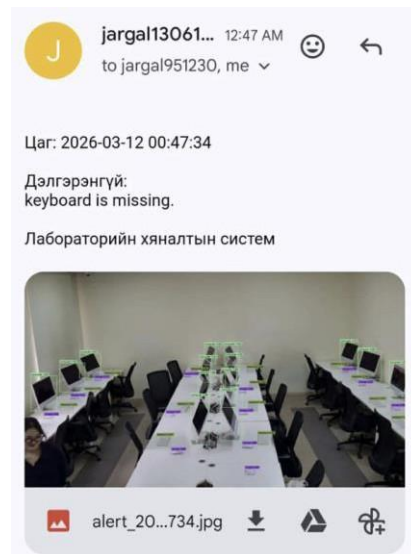 J
jargal13061... 12:47 AM
to jargal951230, me
Цаг: 2026-03-12 00:47:34
Дэлгэрэнгүй:
keyboard is missing.
Лабораторийн хяналтын систем
alert_20...734.jpg